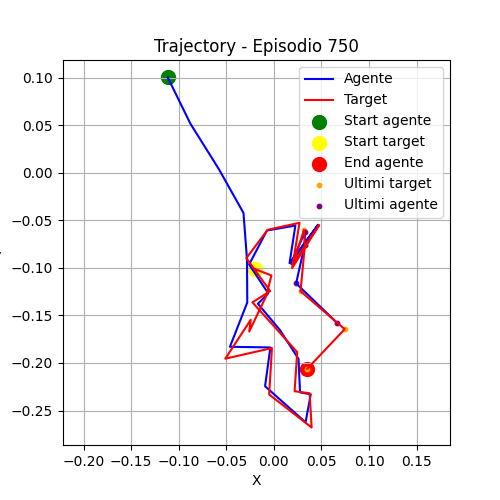 Trajectory - Episodio 750
Agente
Target
Start agente
Start target
End agente
Ultimi target
Ultimi agente
0.10
0.05
0.00
−0.05
−0.10
−0.15
−0.20
−0.25
−0.20
−0.15
−0.10
−0.05
0.00
0.05
0.10
0.15
X